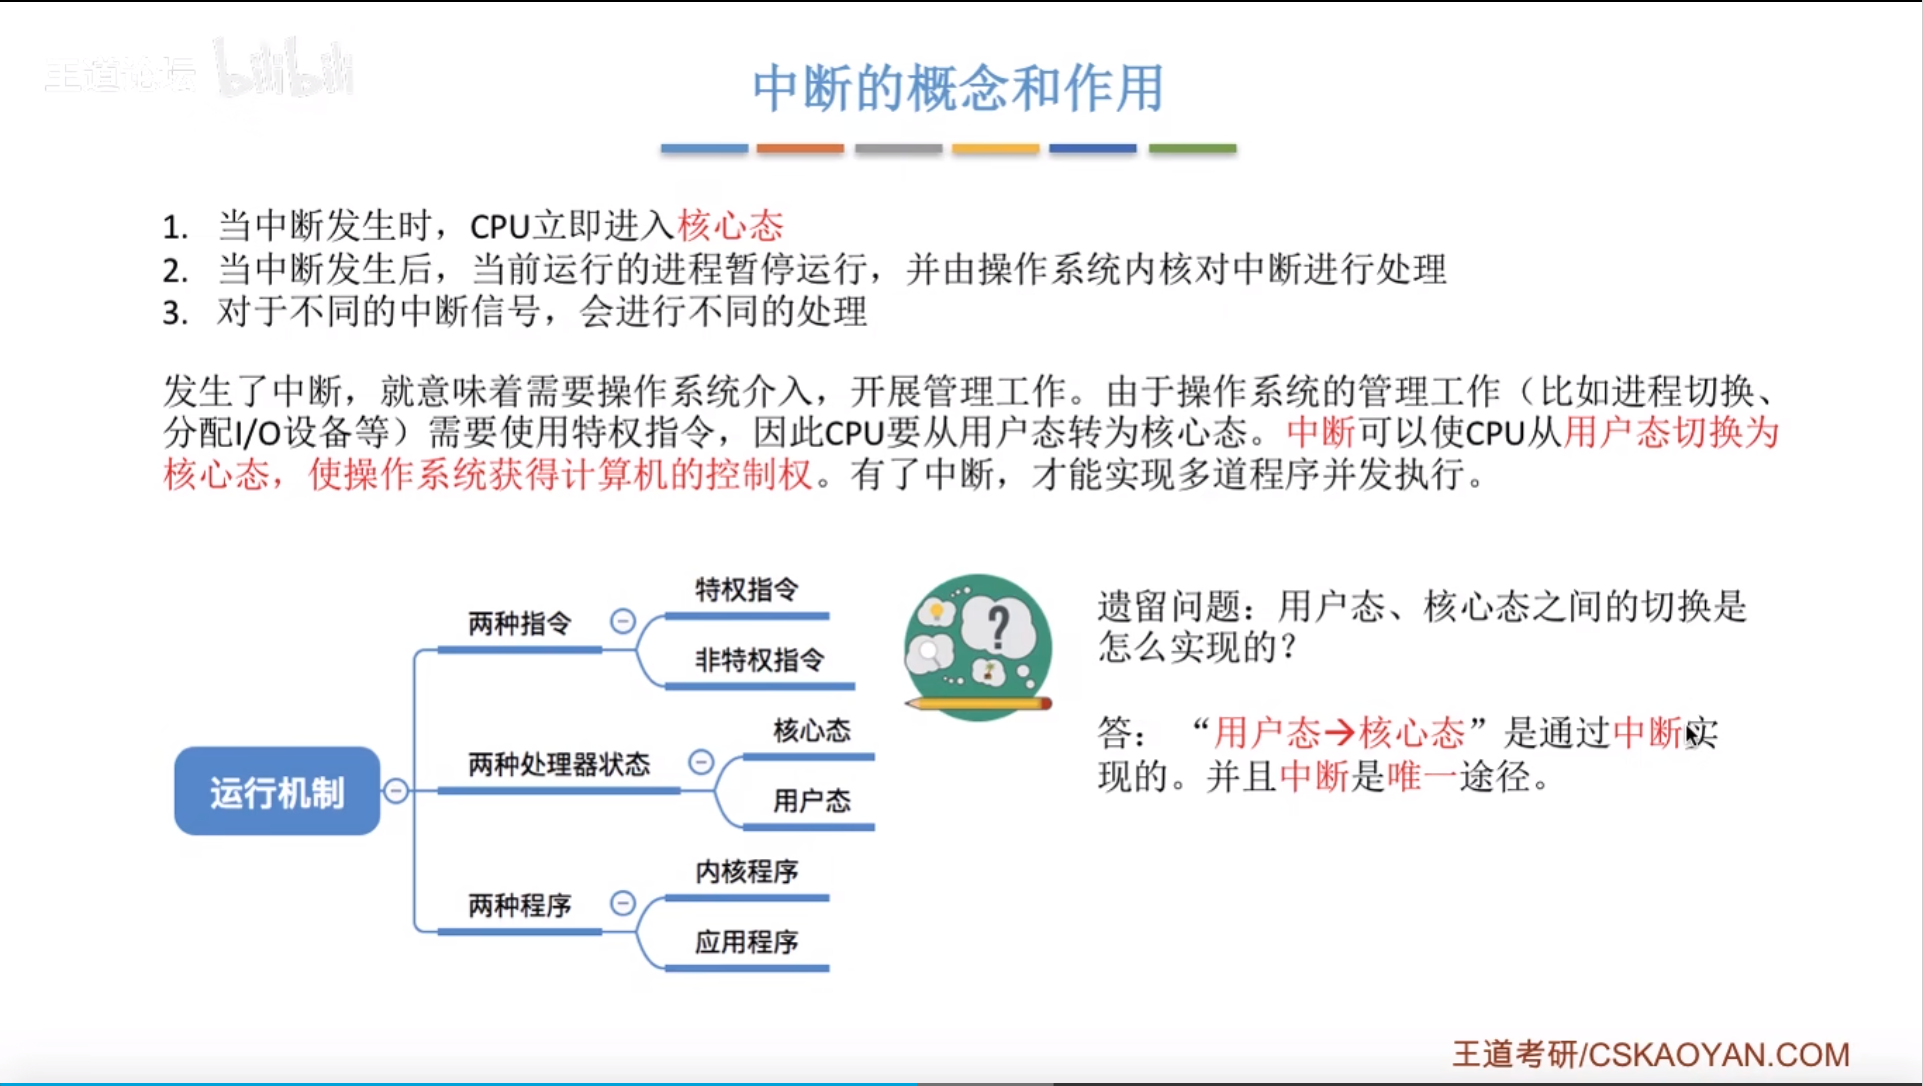 王道论坛 bilibili
中断的概念和作用
1. 当中断发生时，CPU立即进入核心态
2. 当中断发生后，当前运行的进程暂停运行，并由操作系统内核对中断进行处理
3. 对于不同的中断信号，会进行不同的处理
发生了中断，就意味着需要操作系统介入，开展管理工作。由于操作系统的管理工作（比如进程切换、
分配I/O设备等）需要使用特权指令，因此CPU要从用户态转为核心态。中断可以使CPU从用户态切换为
核心态，使操作系统获得计算机的控制权。有了中断，才能实现多道程序并发执行。
运行机制
两种指令
特权指令
非特权指令
两种处理器状态
核心态
用户态
两种程序
内核程序
应用程序
?
遗留问题：用户态、核心态之间的切换是
怎么实现的？
答：“用户态→核心态”是通过中断实
现的。并且中断是唯一途径。
王道考研/CSKAOYAN.COM